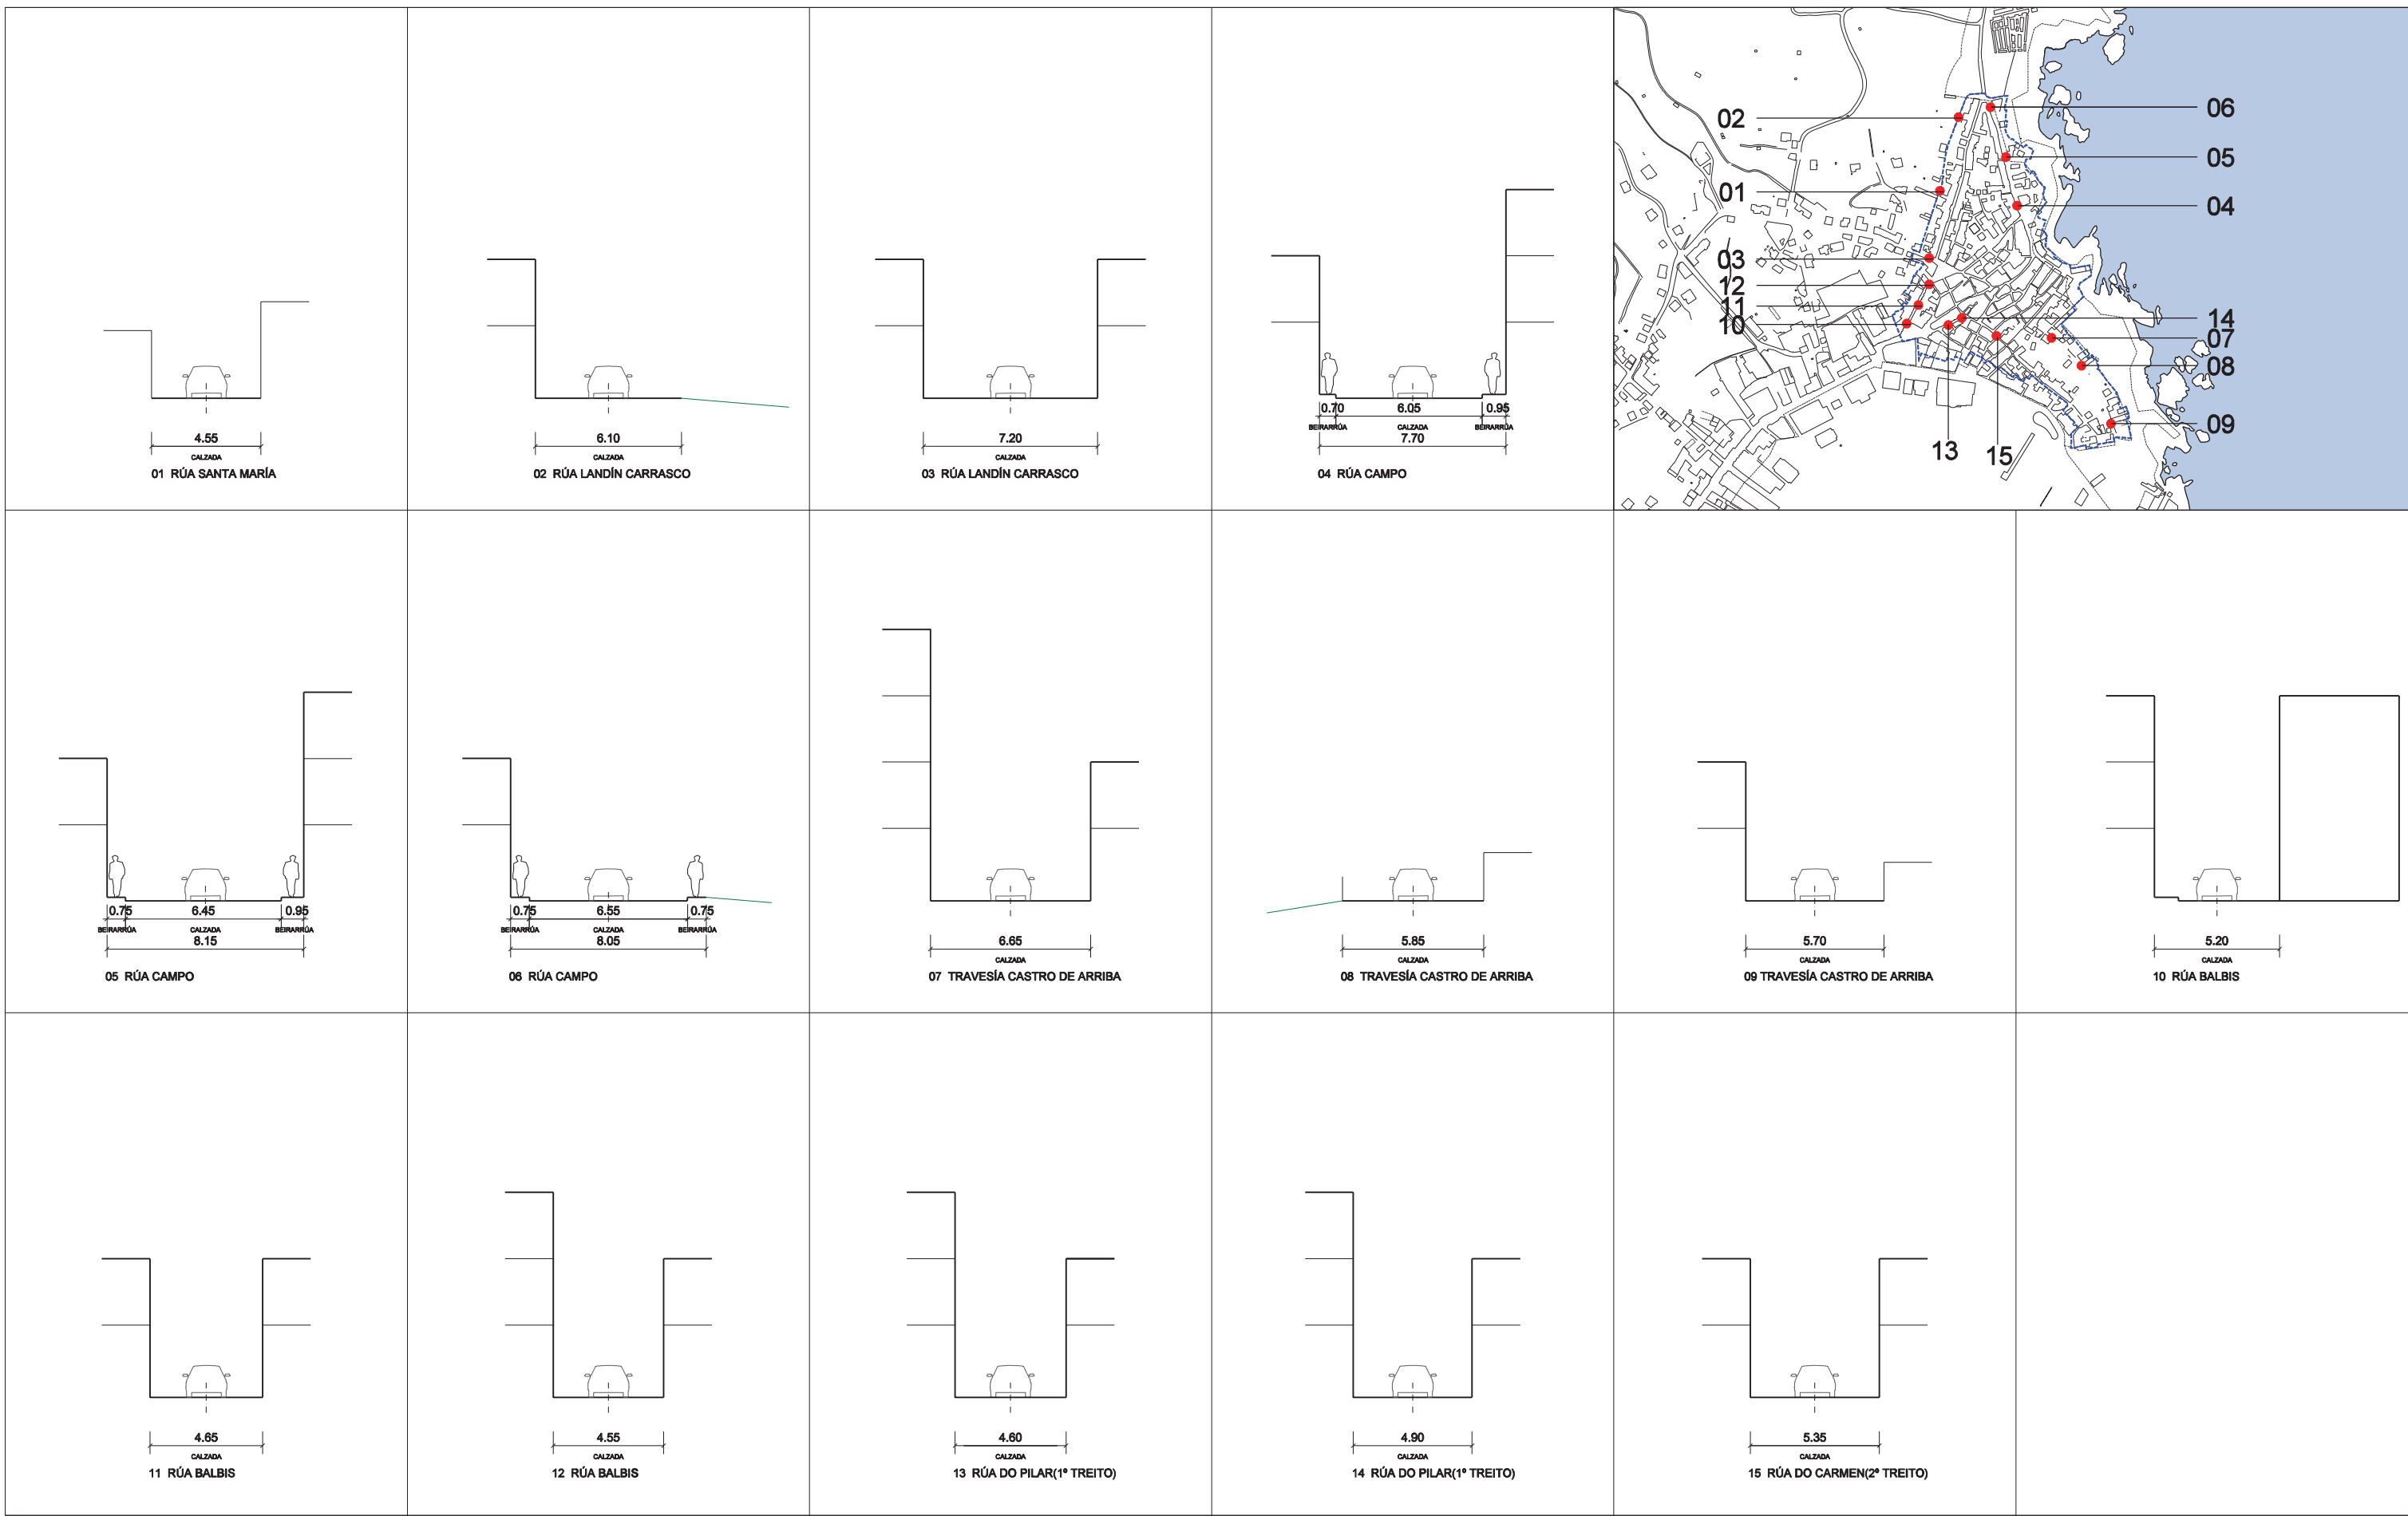 4.55
CALZADA
01 RÚA SANTA MARÍA
6.10
CALZADA
02 RÚA LANDÍN CARRASCO
7.20
CALZADA
03 RÚA LANDÍN CARRASCO
0.70 6.05 0.95
BEIRARRÚA CALZADA BEIRARRÚA
7.70
04 RÚA CAMPO
02
01
03
12
11
10
06
05
04
14
07
08
09
13
15
0.75 6.45 0.95
BEIRARRÚA CALZADA BEIRARRÚA
8.15
05 RÚA CAMPO
0.75 6.55 0.75
BEIRARRÚA CALZADA BEIRARRÚA
8.05
06 RÚA CAMPO
6.65
CALZADA
07 TRAVESÍA CASTRO DE ARRIBA
5.85
CALZADA
08 TRAVESÍA CASTRO DE ARRIBA
5.70
CALZADA
09 TRAVESÍA CASTRO DE ARRIBA
5.20
CALZADA
10 RÚA BALBIS
4.65
CALZADA
11 RÚA BALBIS
4.55
CALZADA
12 RÚA BALBIS
4.60
CALZADA
13 RÚA DO PILAR(1º TREITO)
4.90
CALZADA
14 RÚA DO PILAR(1º TREITO)
5.35
CALZADA
15 RÚA DO CARMEN(2º TREITO)